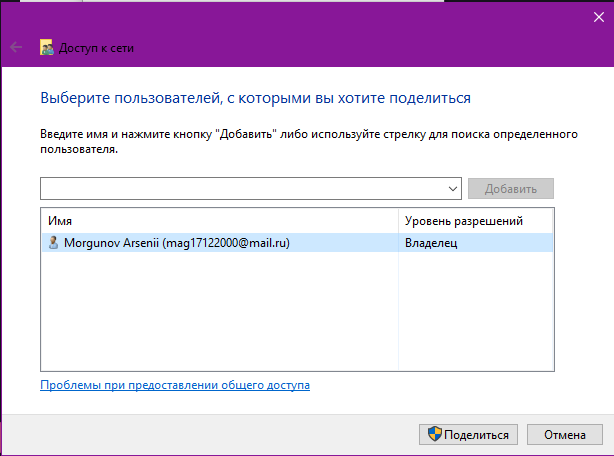 Доступ к сети
Выберите пользователей, с которыми вы хотите поделиться
Введите имя и нажмите кнопку "Добавить" либо используйте стрелку для поиска определенного
пользователя.
Добавить
Имя Уровень разрешений
Morgunov Arsenii (mag17122000@mail.ru) Владелец
Проблемы при предоставлении общего доступа
Поделиться Отмена